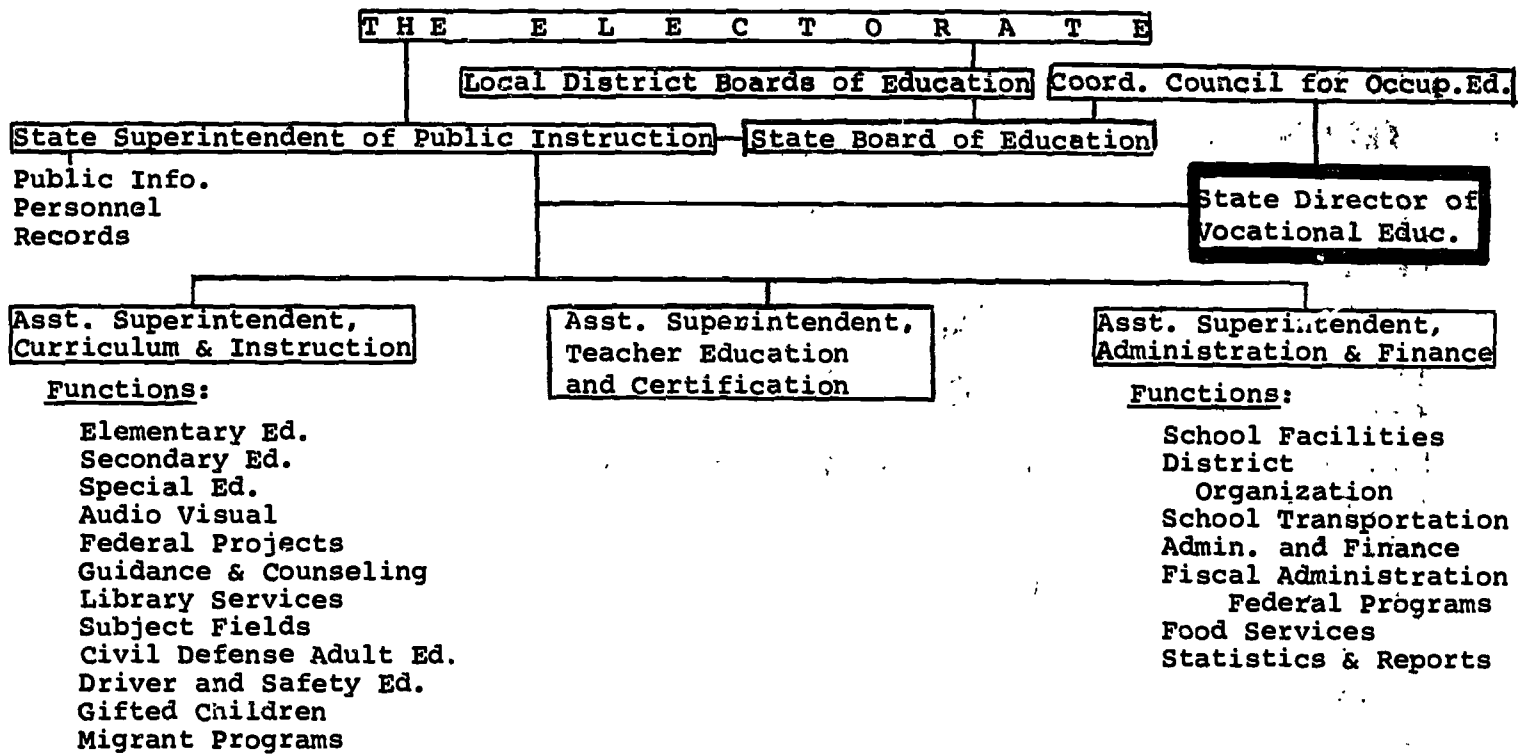 THE ELECTORATE
Local District Boards of Education
Coord. Council for Occup.Ed.
State Superintendent of Public Instruction
State Board of Education
Public Info.
Personnel
Records
State Director of
Vocational Educ.
Asst. Superintendent,
Curriculum & Instruction
Functions:
Elementary Ed.
Secondary Ed.
Special Ed.
Audio Visual
Federal Projects
Guidance & Counseling
Library Services
Subject Fields
Civil Defense Adult Ed.
Driver and Safety Ed.
Gifted Children
Migrant Programs
Asst. Superintendent,
Teacher Education
and Certification
Asst. Superintendent,
Administration & Finance
Functions:
School Facilities
District
Organization
School Transportation
Admin. and Finance
Fiscal Administration
Federal Programs
Food Services
Statistics & Reports